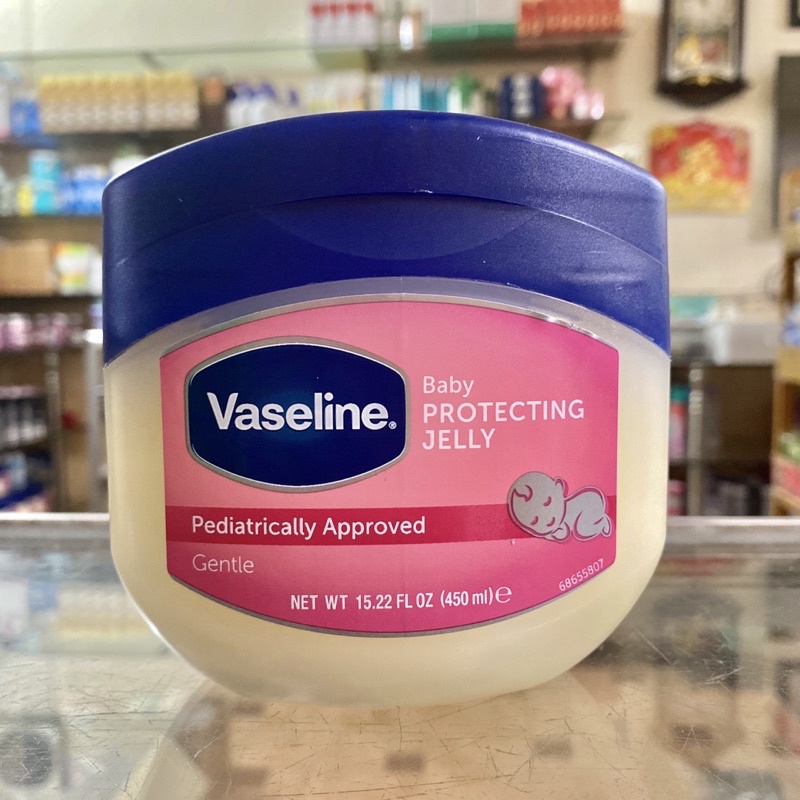 Vaseline®
Baby
PROTECTING
JELLY
Pediatrically Approved
Gentle
NET WT 15.22 FL OZ (450 ml) ℮
68655807